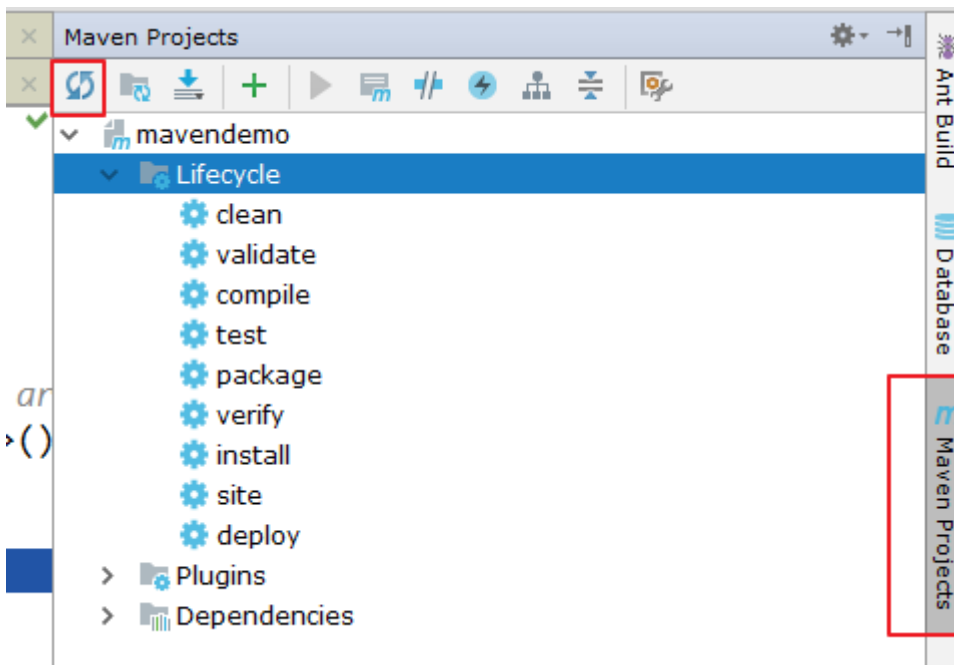 Maven Projects
mavendemo
Lifecycle
clean
validate
compile
test
package
verify
install
site
deploy
Plugins
Dependencies
ar
>()
Ant Build
Database
Maven Projects